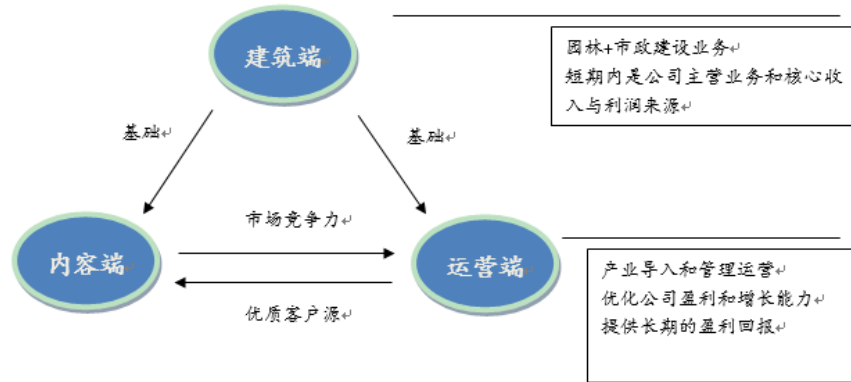 建筑端
园林+市政建设业务
短期内是公司主营业务和核心收
入与利润来源
基础
基础
市场竞争力
内容端
运营端
优质客户源
产业导入和管理运营
优化公司盈利和增长能力
提供长期的盈利回报